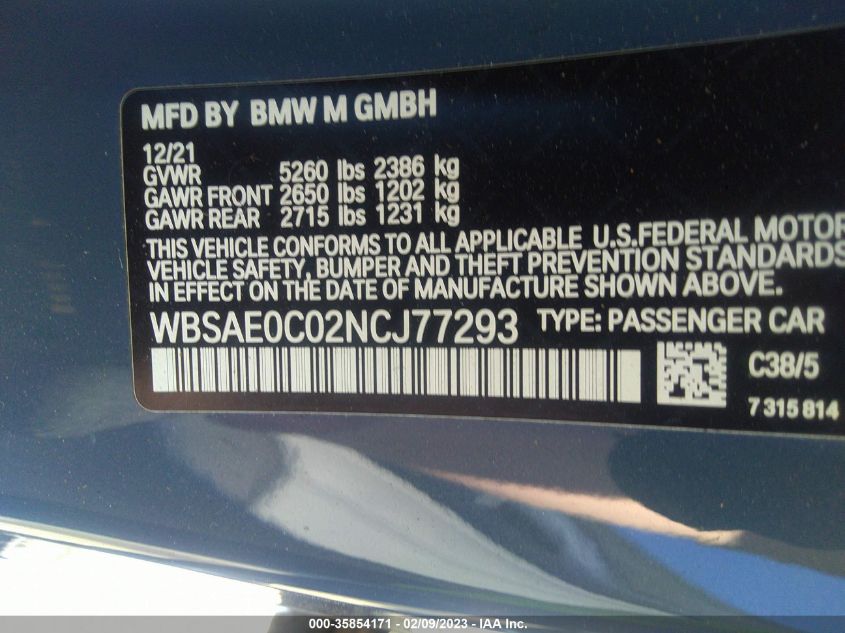 MFD BY BMW M GMBH
12/21
GVWR 5260 lbs 2386 kg
GAWR FRONT 2650 lbs 1202 kg
GAWR REAR 2715 lbs 1231 kg
THIS VEHICLE CONFORMS TO ALL APPLICABLE U.S.FEDERAL MOTOR
VEHICLE SAFETY, BUMPER AND THEFT PREVENTION STANDARDS
IN EFFECT ON THE DATE OF MANUFACTURE SHOWN ABOVE.
WBSAE0C02NCJ77293 TYPE: PASSENGER CAR
C38/5
7 315 814
000-35854171 - 02/09/2023 - IAA Inc.